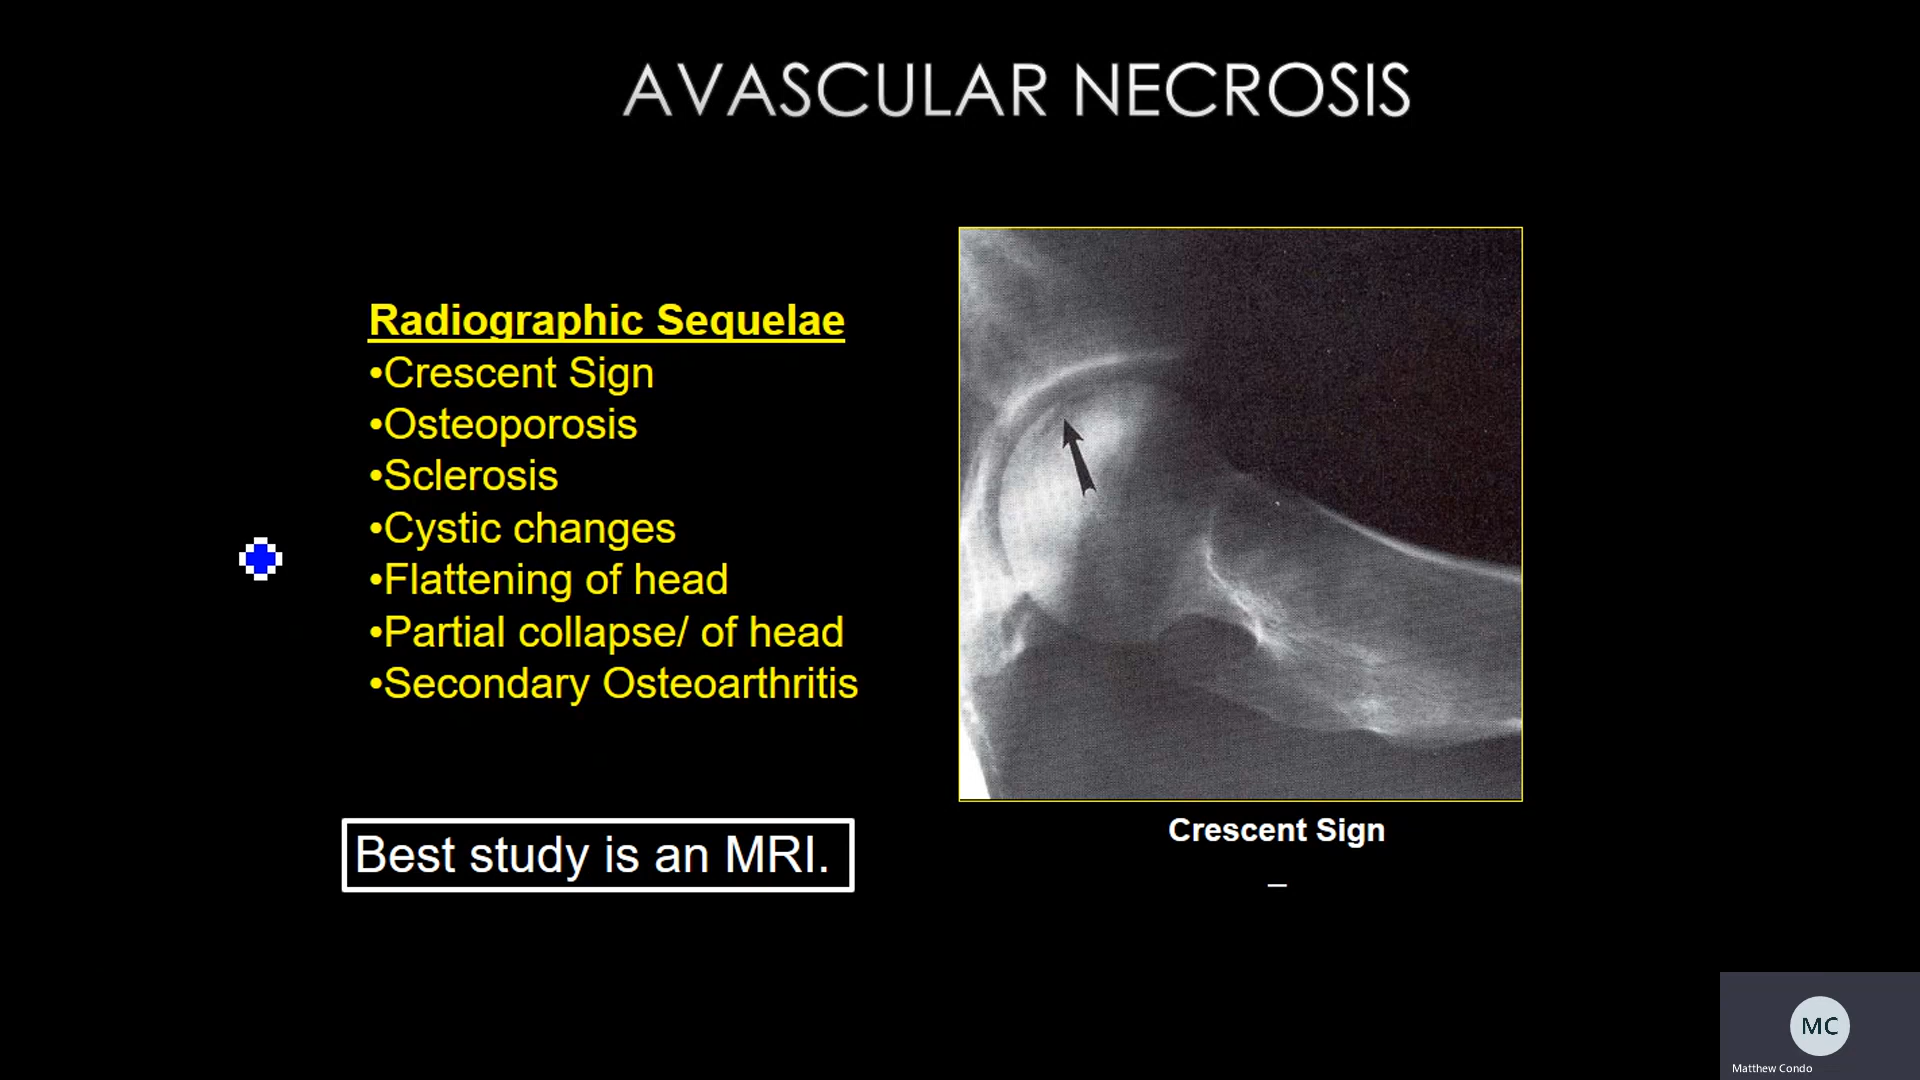 AVASCULAR NECROSIS
Radiographic Sequelae
•Crescent Sign
•Osteoporosis
•Sclerosis
•Cystic changes
•Flattening of head
•Partial collapse/ of head
•Secondary Osteoarthritis
Best study is an MRI.
Crescent Sign
–
MC
Matthew Condo